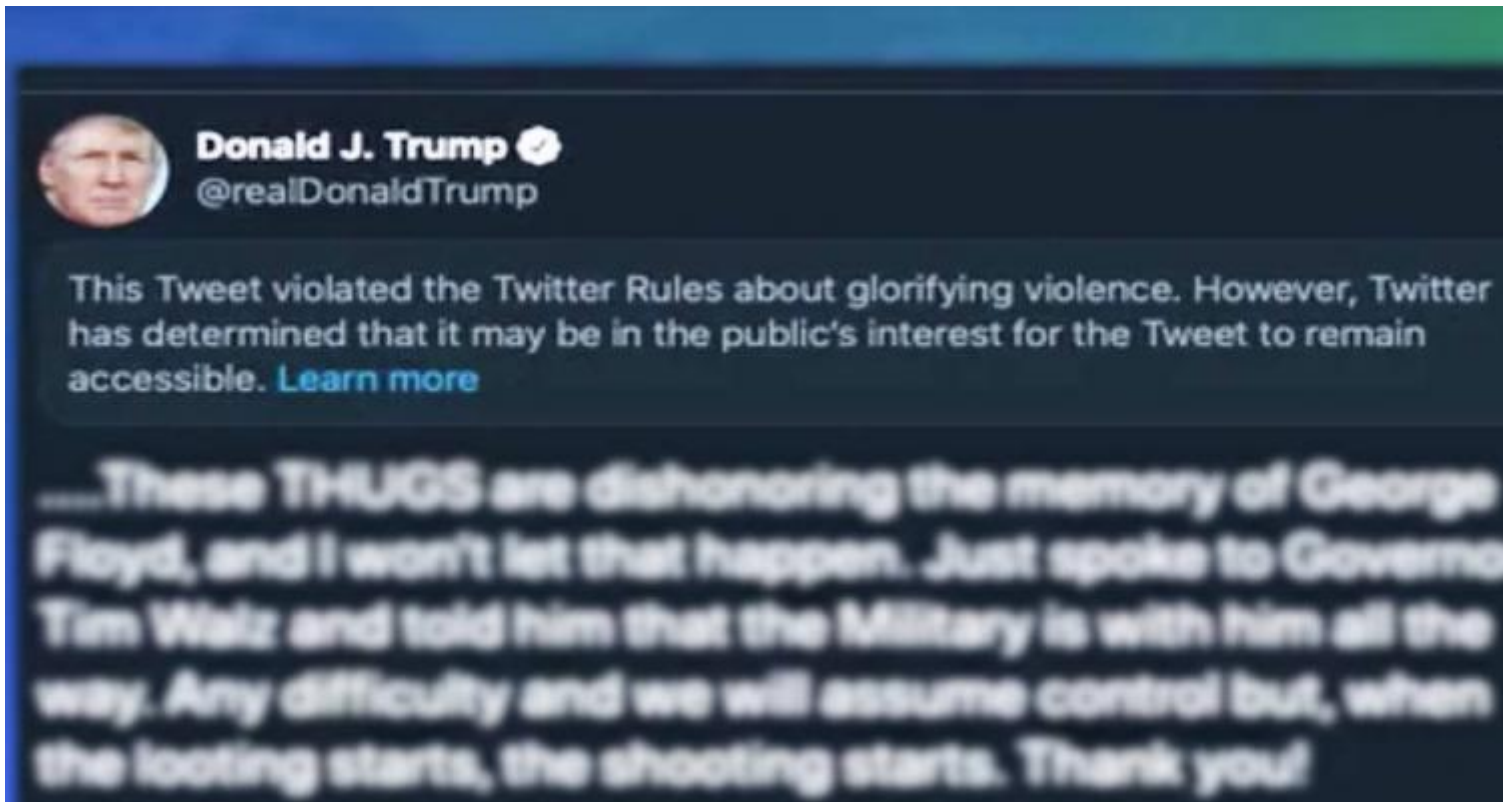 Donald J. Trump
@realDonaldTrump
This Tweet violated the Twitter Rules about glorifying violence. However, Twitter
has determined that it may be in the public's interest for the Tweet to remain
accessible. Learn more
....These THUGS are dishonoring the memory of George
Floyd, and I won't let that happen. Just spoke to Governo
Tim Walz and told him that the Military is with him all the
way. Any difficulty and we will assume control but, when
the looting starts, the shooting starts. Thank you!